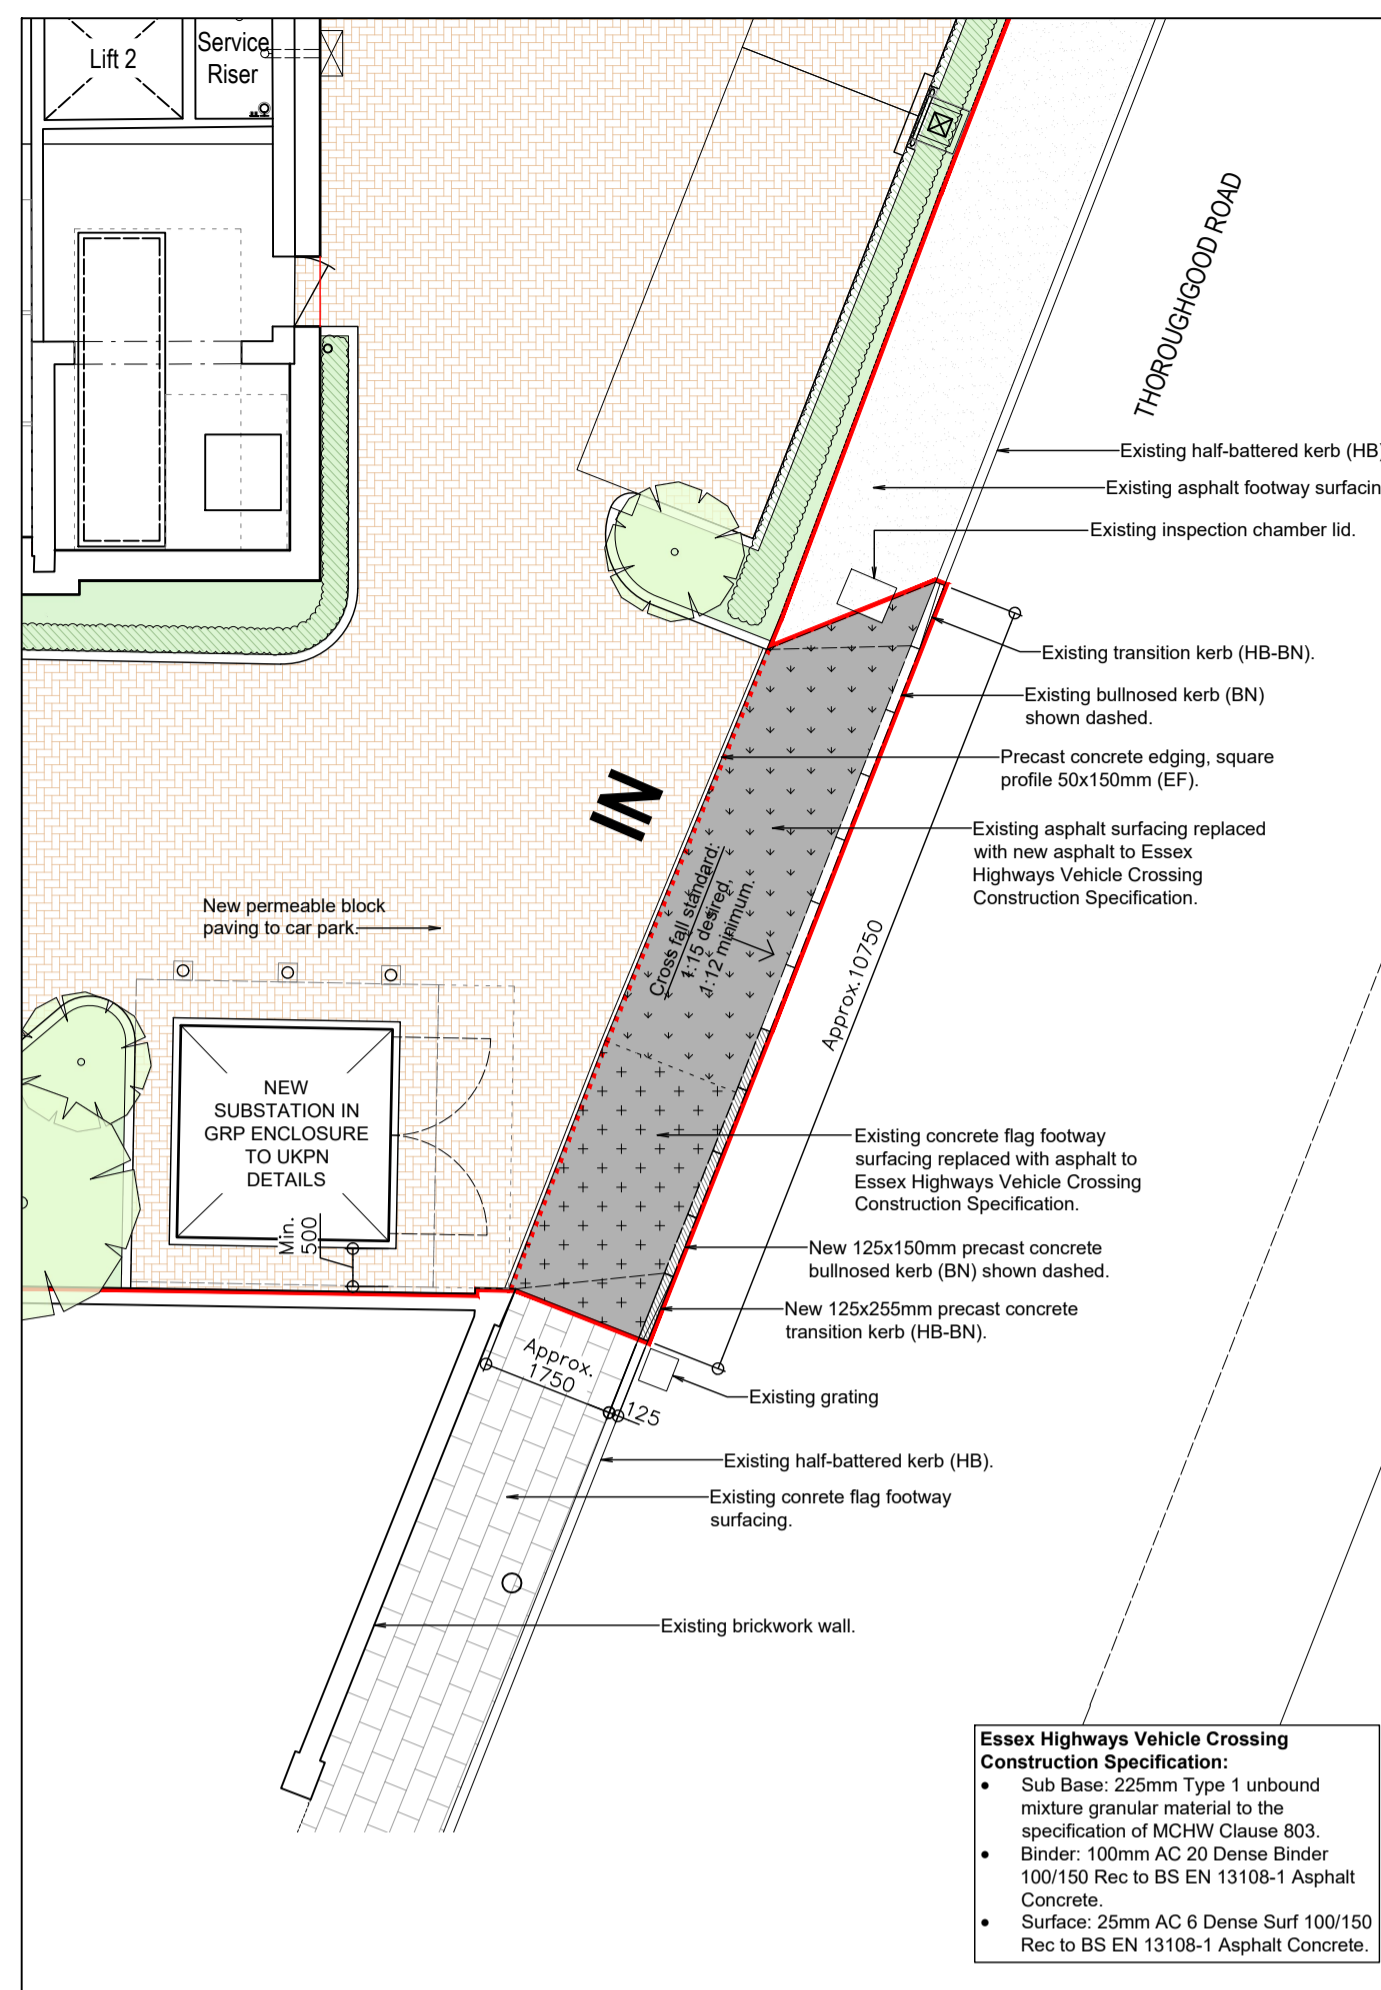 Lift 2
Service
Riser
THOROUGHGOOD ROAD
Existing half-battered kerb (HB)
Existing asphalt footway surfacin
Existing inspection chamber lid.
Existing transition kerb (HB-BN).
Existing bullnosed kerb (BN)
shown dashed.
Precast concrete edging, square
profile 50x150mm (EF).
IN
Existing asphalt surfacing replaced
with new asphalt to Essex
Highways Vehicle Crossing
Construction Specification.
Cross fall standard:
1:15 desired,
1:12 minimum.
New permeable block
paving to car park.
Approx.10750
NEW
SUBSTATION IN
GRP ENCLOSURE
TO UKPN
DETAILS
Min.
500
Existing concrete flag footway
surfacing replaced with asphalt to
Essex Highways Vehicle Crossing
Construction Specification.
New 125x150mm precast concrete
bullnosed kerb (BN) shown dashed.
New 125x255mm precast concrete
transition kerb (HB-BN).
Approx.
1750
125
Existing grating
Existing half-battered kerb (HB).
Existing conrete flag footway
surfacing.
Existing brickwork wall.
Essex Highways Vehicle Crossing
Construction Specification:
• Sub Base: 225mm Type 1 unbound
mixture granular material to the
specification of MCHW Clause 803.
• Binder: 100mm AC 20 Dense Binder
100/150 Rec to BS EN 13108-1 Asphalt
Concrete.
• Surface: 25mm AC 6 Dense Surf 100/150
Rec to BS EN 13108-1 Asphalt Concrete.